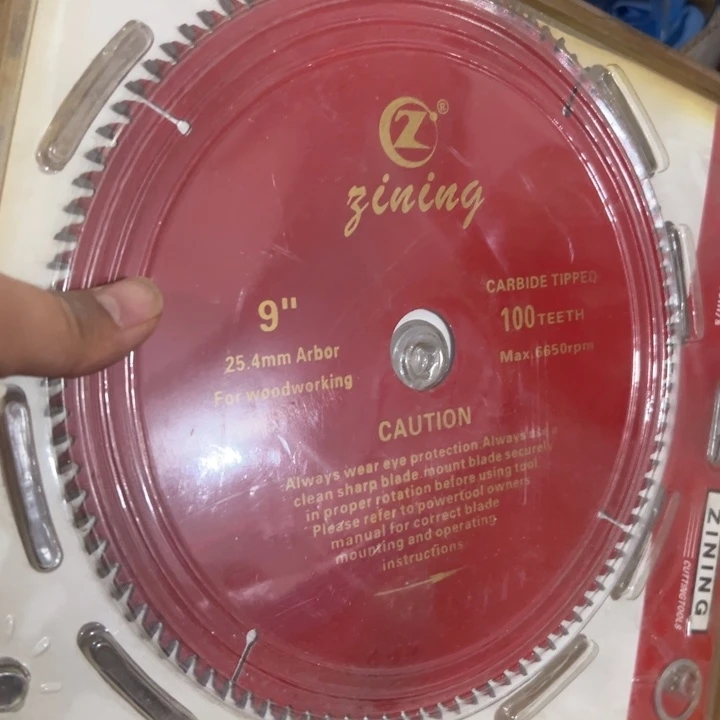 Z®
zining
9"
25.4mm Arbor
For woodworking
CARBIDE TIPPED
100 TEETH
Max.6650rpm
CAUTION
Always wear eye protection.Always use
clean sharp blade.mount blade securely
in proper rotation before using tool
Please refer to powertool owners
manual for correct blade
mounting and operating
instructions
ZINING
CUTTING TOOLS